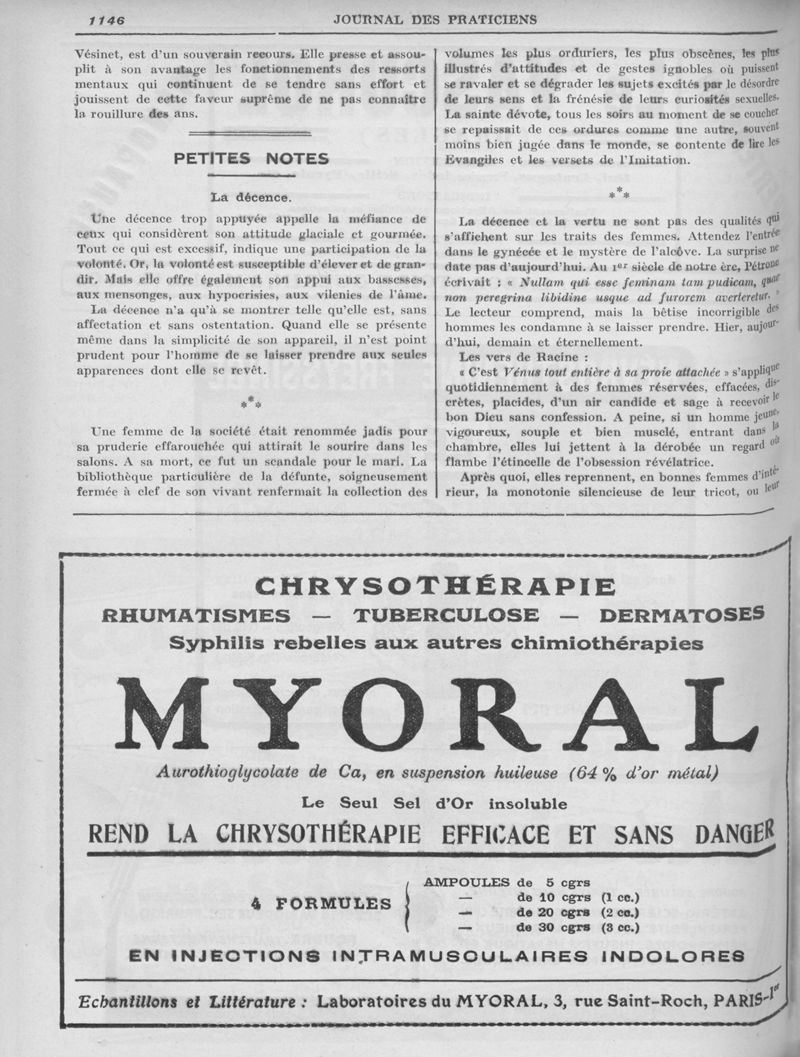 1146
JOURNAL DES PRATICIENS
Vésinet, est d'un souverain recours. Elle presse et assou-
plit à son avantage les fonctionnements des ressorts
mentaux qui continuent de se tendre sans effort et
jouissent de cette faveur suprême de ne pas connaître
la rouillure des ans.
PETITES NOTES
La décence.
Une décence trop appuyée appelle la méfiance de
ceux qui considèrent son attitude glaciale et gourmée.
Tout ce qui est excessif, indique une participation de la
volonté. Or, la volonté est susceptible d'élever et de gran-
dir. Mais elle offre également son appui aux bassesses,
aux mensonges, aux hypocrisies, aux vilenies de l'âme.
La décence n'a qu'à se montrer telle qu'elle est, sans
affectation et sans ostentation. Quand elle se présente
même dans la simplicité de son appareil, il n'est point
prudent pour l'homme de se laisser prendre aux seules
apparences dont elle se revêt.
***
Une femme de la société était renommée jadis pour
sa pruderie effarouchée qui attirait le sourire dans les
salons. A sa mort, ce fut un scandale pour le mari. La
bibliothèque particulière de la défunte, soigneusement
fermée à clef de son vivant renfermait la collection des
volumes les plus orduriers, les plus obscènes, les plus
illustrés d'attitudes et de gestes ignobles où puissent
se ravaler et se dégrader les sujets excités par le désordre
de leurs sens et la frénésie de leurs curiosités sexuelles.
La sainte dévote, tous les soirs au moment de se coucher
se repaissait de ces ordures comme une autre, souvent
moins bien jugée dans le monde, se contente de lire les
Evangiles et les versets de l'Imitation.
***
La décence et la vertu ne sont pas des qualités qui
s'affichent sur les traits des femmes. Attendez l'entrée
dans le gynécée et le mystère de l'alcôve. La surprise ne
date pas d'aujourd'hui. Au 1er siècle de notre ère, Pétrone
écrivait : « Nullam qui esse feminam tam pudicam, quae
non peregrina libidine usque ad furorem averteretur. »
Le lecteur comprend, mais la bêtise incorrigible des
hommes les condamne à se laisser prendre. Hier, aujour-
d'hui, demain et éternellement.
Les vers de Racine :
« C'est Vénus tout entière à sa proie attachée » s'applique
quotidiennement à des femmes réservées, effacées, dis-
crètes, placides, d'un air candide et sage à recevoir le
bon Dieu sans confession. A peine, si un homme jeune,
vigoureux, souple et bien musclé, entrant dans la
chambre, elles lui jettent à la dérobée un regard où
flambe l'étincelle de l'obsession révélatrice.
Après quoi, elles reprennent, en bonnes femmes d'inté-
rieur, la monotonie silencieuse de leur tricot, ou leur
CHRYSOTHÉRAPIE
RHUMATISMES — TUBERCULOSE — DERMATOSES
Syphilis rebelles aux autres chimiothérapies
MYORAL
Aurothioglycolate de Ca, en suspension huileuse (64 % d'or métal)
Le Seul Sel d'Or insoluble
REND LA CHRYSOTHÉRAPIE EFFICACE ET SANS DANGER
4 FORMULES
AMPOULES de 5 cgrs
— de 10 cgrs (1 cc.)
— de 20 cgrs (2 cc.)
— de 30 cgrs (3 cc.)
EN INJECTIONS INTRAMUSCULAIRES INDOLORES
Echantillons et Littérature : Laboratoires du MYORAL, 3, rue Saint-Roch, PARIS-1er